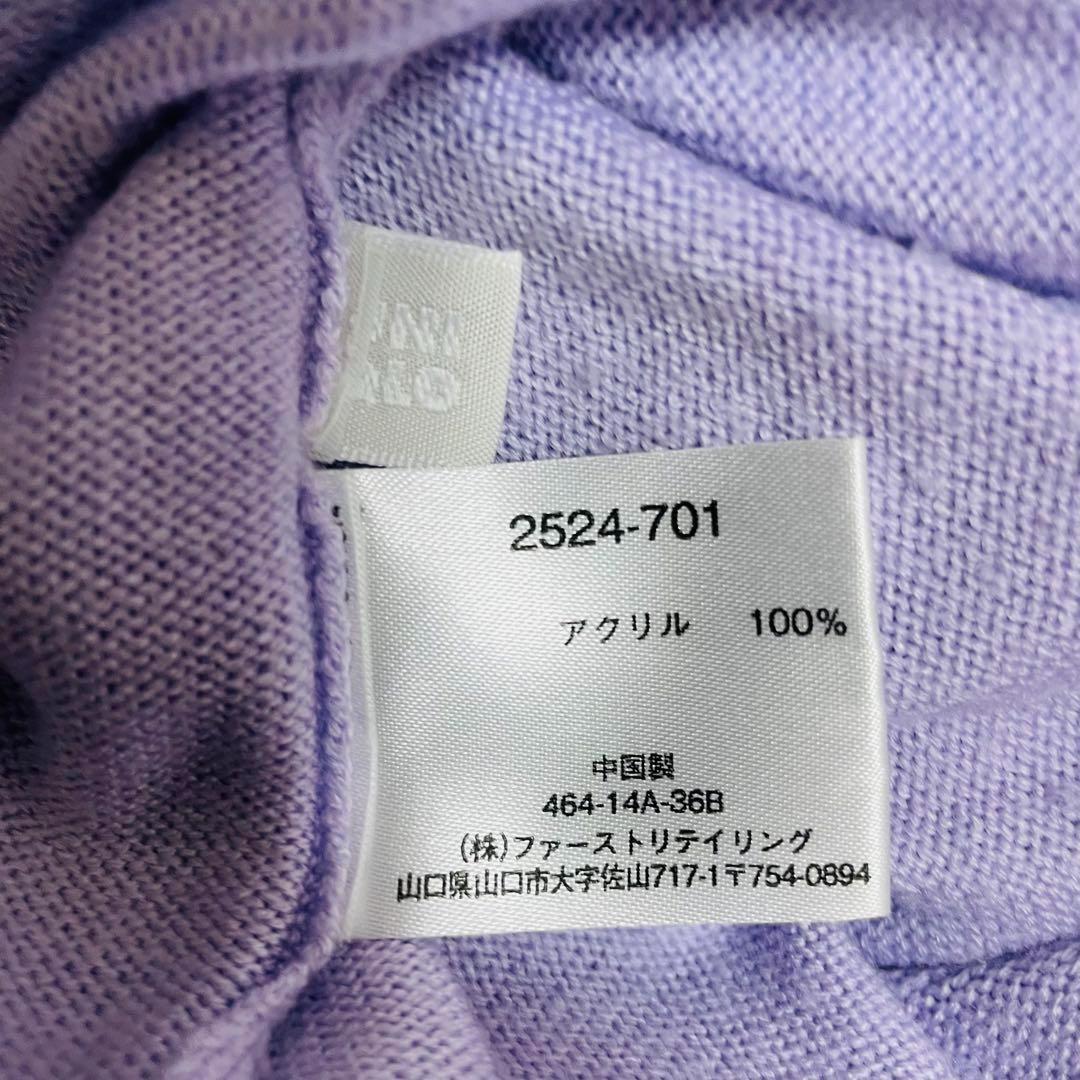 2524-701
アクリル 100%
中国製
464-14A-36B
(株)ファーストリテイリング
山口県山口市大字佐山717-1〒754-0894